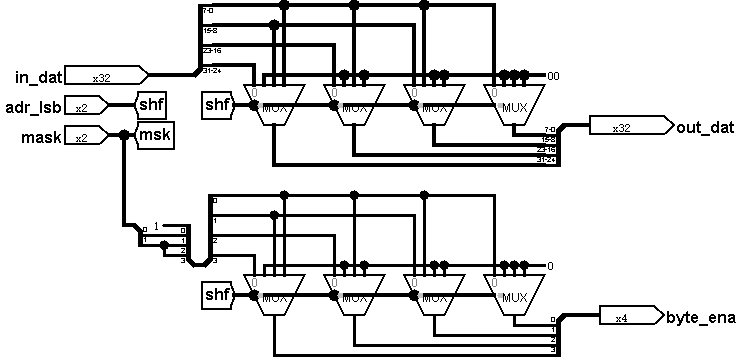 7-0
15-8
23-16
31-24
in_dat x32
00
0 0 0 0
adr_lsb x2 shf shf MUX MUX MUX MUX
mask x2 msk
7-0
15-8
23-16
31-24
x32 out_dat
0
1
2
3
0 1
1 1
2
3
0
0 0 0 0
shf MUX MUX MUX MUX
0
1
2
3
x4 byte_ena